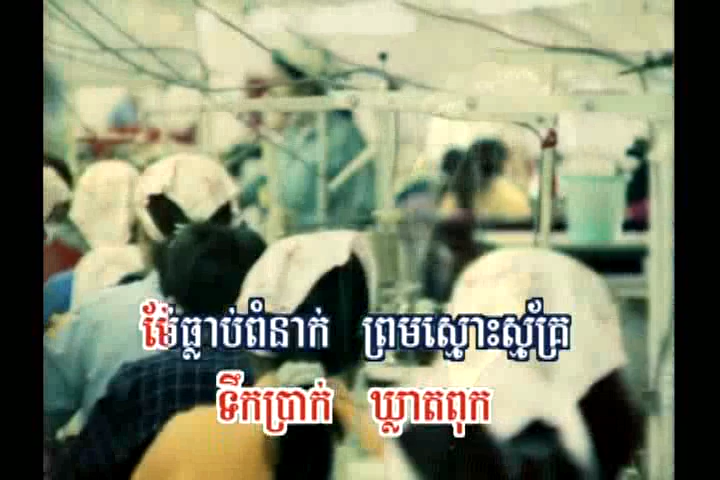 ម៉ែធ្លាប់ពំនាក់ ព្រមស្មោះស្មគ្រែ
ទឹកប្រាក់ ឃ្លាតពុក